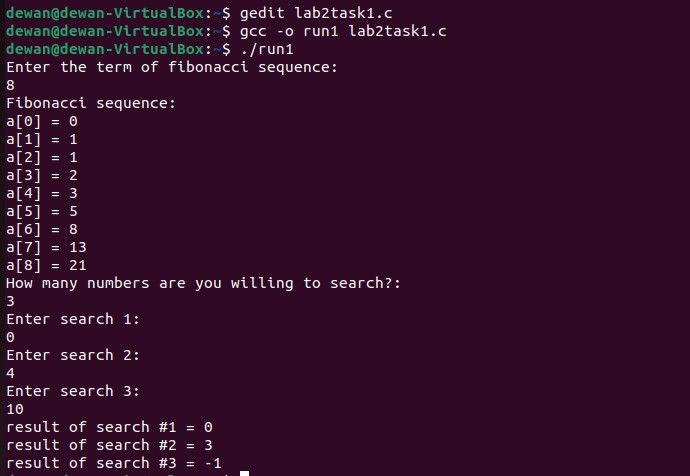 dewan@dewan-VirtualBox:~$ gedit lab2task1.c
dewan@dewan-VirtualBox:~$ gcc -o run1 lab2task1.c
dewan@dewan-VirtualBox:~$ ./run1
Enter the term of fibonacci sequence:
8
Fibonacci sequence:
a[0] = 0
a[1] = 1
a[2] = 1
a[3] = 2
a[4] = 3
a[5] = 5
a[6] = 8
a[7] = 13
a[8] = 21
How many numbers are you willing to search?:
3
Enter search 1:
0
Enter search 2:
4
Enter search 3:
10
result of search #1 = 0
result of search #2 = 3
result of search #3 = -1